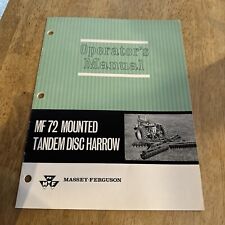 Operator's
Manual
MF 72 MOUNTED
TANDEM DISC HARROW
MASSEY-FERGUSON